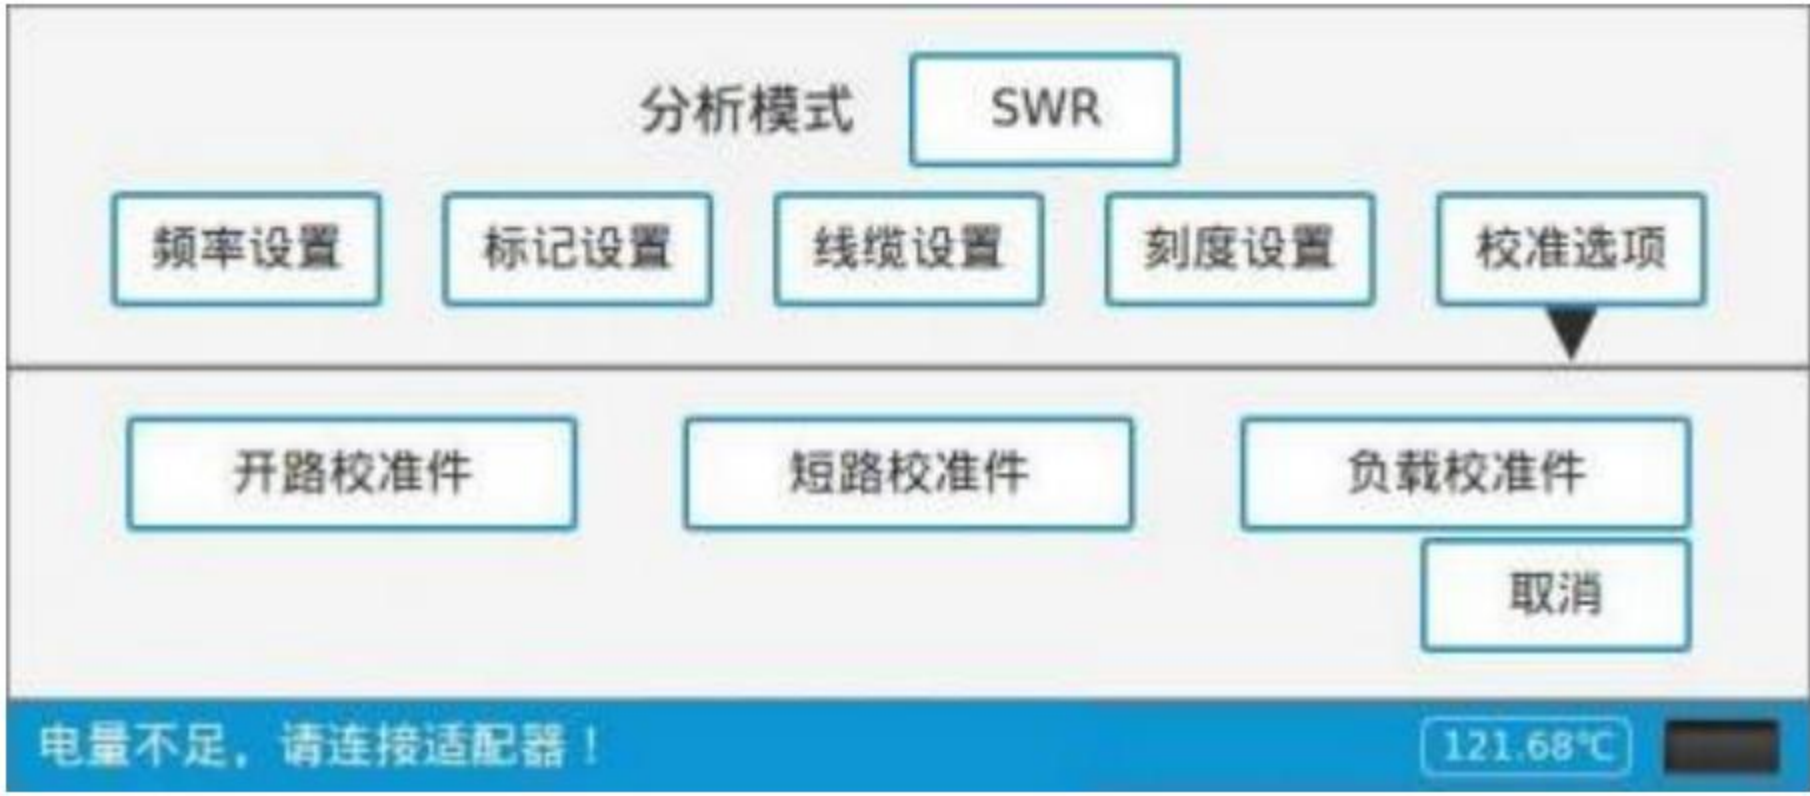 分析模式 SWR
频率设置 标记设置 线缆设置 刻度设置 校准选项
开路校准件 短路校准件 负载校准件
取消
电量不足，请连接适配器！ 121.68℃